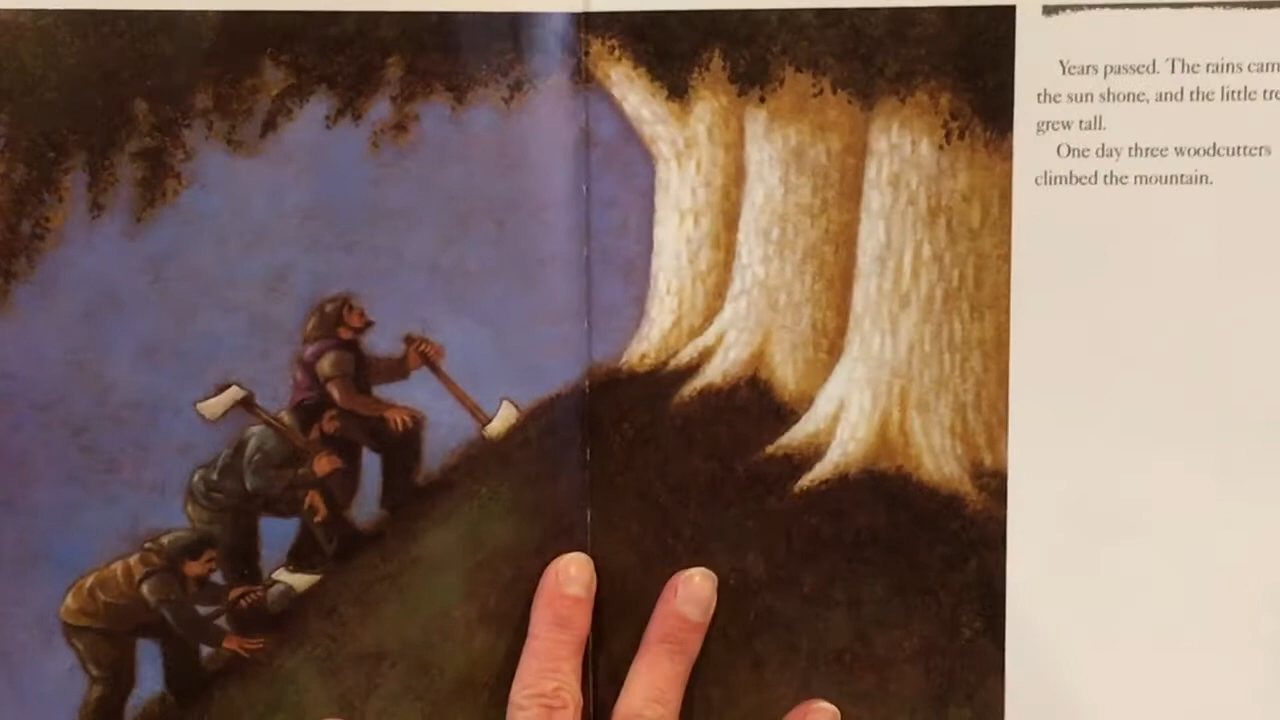 Years passed. The rains cam
the sun shone, and the little tre
grew tall.
One day three woodcutters
climbed the mountain.